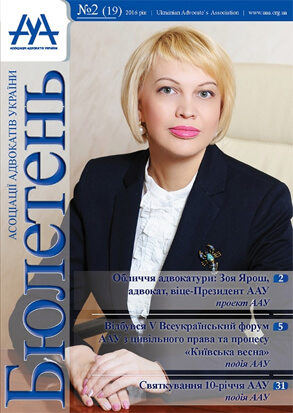 АУА
АСОЦІАЦІЯ АДВОКАТІВ УКРАЇНИ
№2 (19) 2016 рік | Ukrainian Advocate`s Association | www.uaa.org.ua
Бюлетень
АСОЦІАЦІЇ АДВОКАТІВ УКРАЇНИ
Обличчя адвокатури: Зоя Ярош, 2
адвокат, віце-Президент ААУ
проект ААУ
Відбувся V Всеукраїнський форум 5
ААУ з цивільного права та процесу
«Київська весна»
подія ААУ
Святкування 10-річчя ААУ 31
подія ААУ